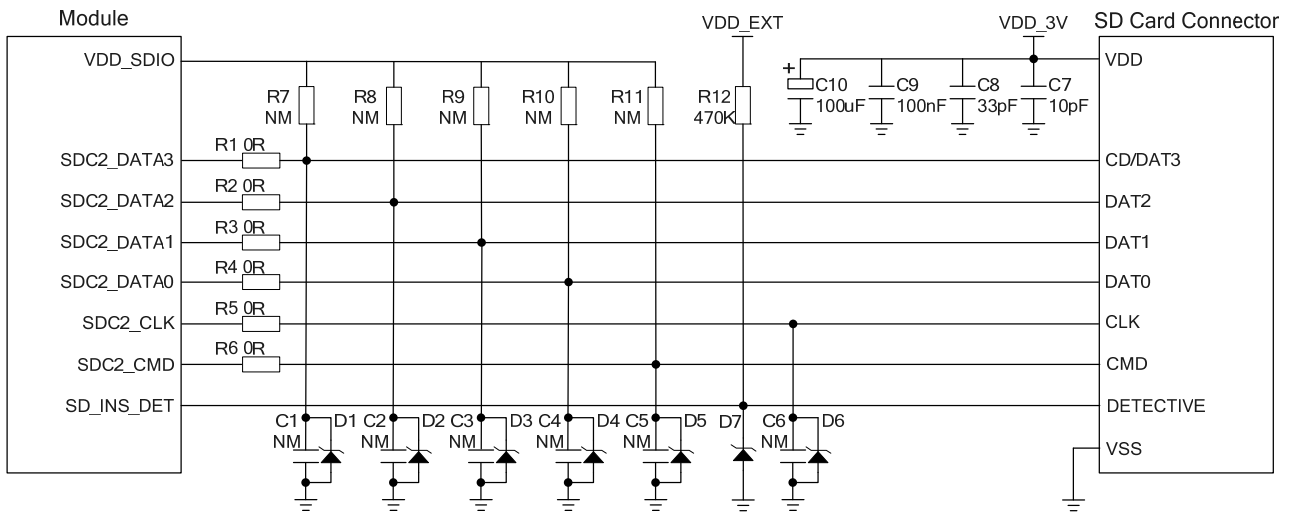 Module
VDD_EXT
VDD_3V
SD Card Connector
VDD_SDIO
VDD
R7
NM
R8
NM
R9
NM
R10
NM
R11
NM
R12
470K
+
C10
100uF
C9
100nF
C8
33pF
C7
10pF
SDC2_DATA3
R1 0R
CD/DAT3
SDC2_DATA2
R2 0R
DAT2
SDC2_DATA1
R3 0R
DAT1
SDC2_DATA0
R4 0R
DAT0
SDC2_CLK
R5 0R
CLK
SDC2_CMD
R6 0R
CMD
SD_INS_DET
DETECTIVE
C1
NM
D1
C2
NM
D2
C3
NM
D3
C4
NM
D4
C5
NM
D5
D7
C6
NM
D6
VSS